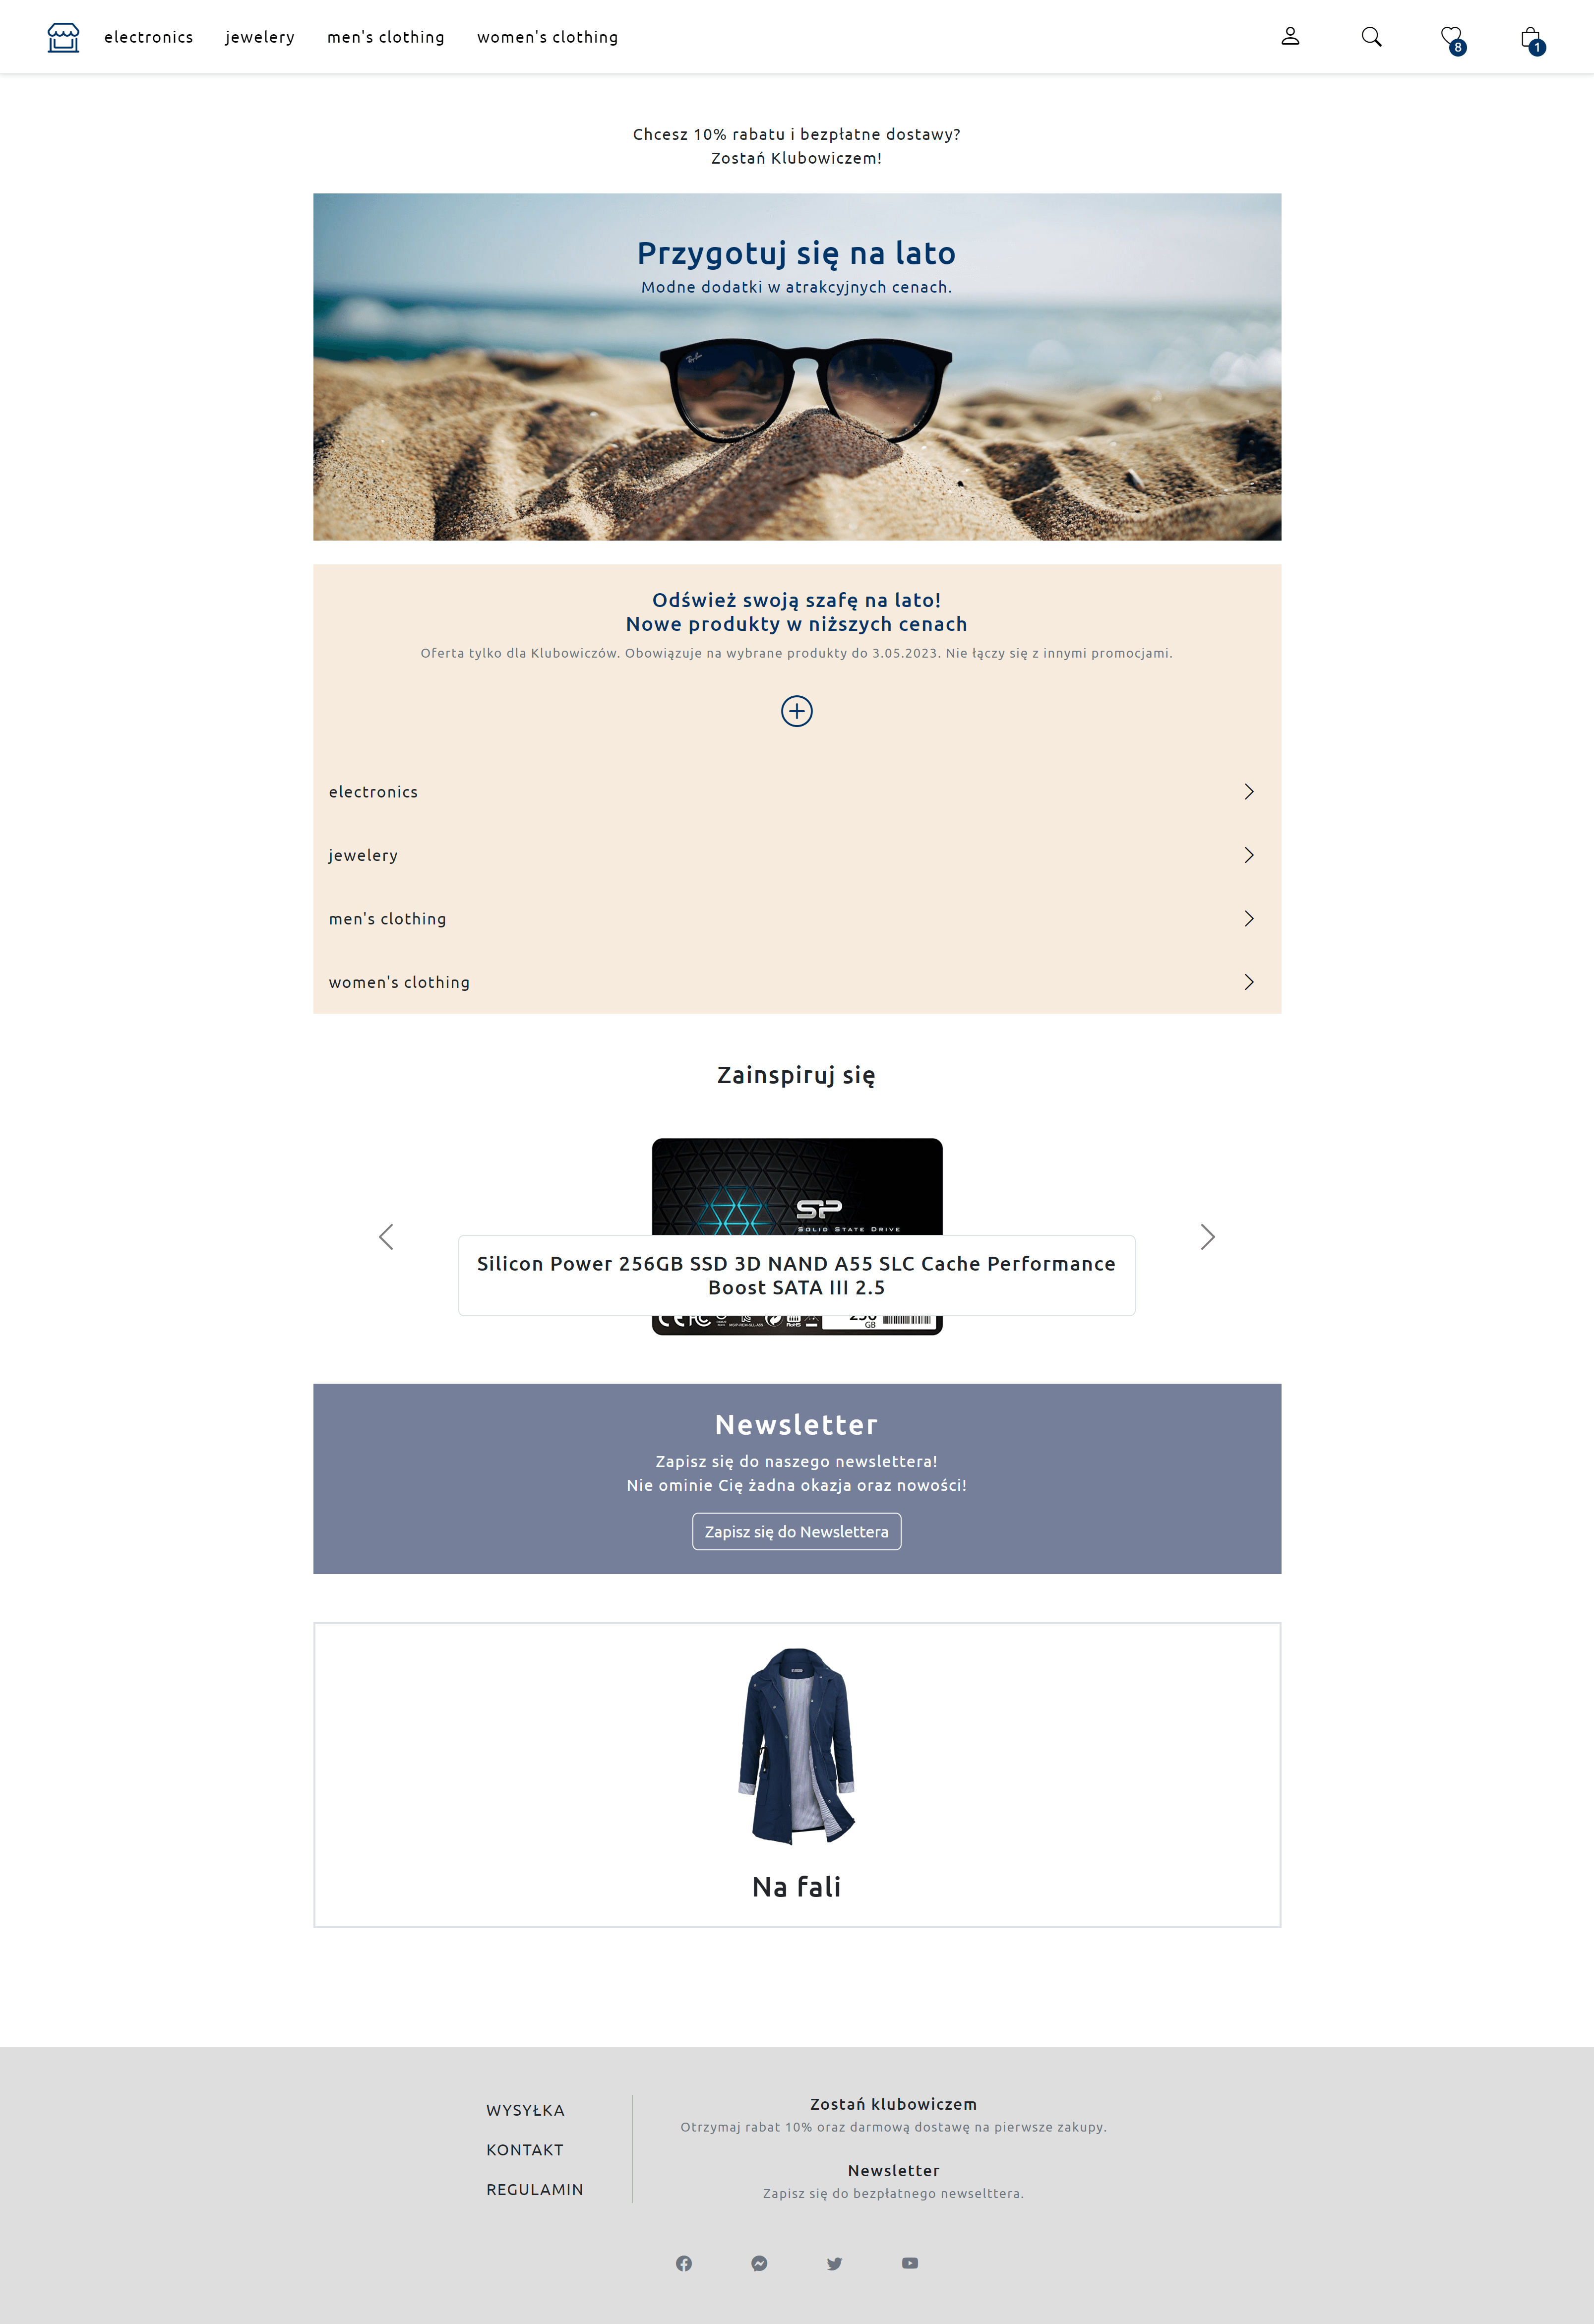 electronics jewelery men's clothing women's clothing 8 1
Chcesz 10% rabatu i bezpłatne dostawy?
Zostań Klubowiczem!
Przygotuj się na lato
Modne dodatki w atrakcyjnych cenach.
Ray-Ban
Odśwież swoją szafę na lato!
Nowe produkty w niższych cenach
Oferta tylko dla Klubowiczów. Obowiązuje na wybrane produkty do 3.05.2023. Nie łączy się z innymi promocjami.
electronics
jewelery
men's clothing
women's clothing
Zainspiruj się
SP
SOLID STATE DRIVE
Silicon Power 256GB SSD 3D NAND A55 SLC Cache Performance
Boost SATA III 2.5
GB
Newsletter
Zapisz się do naszego newslettera!
Nie ominie Cię żadna okazja oraz nowości!
Zapisz się do Newslettera
Na fali
WYSYŁKA
KONTAKT
REGULAMIN
Zostań klubowiczem
Otrzymaj rabat 10% oraz darmową dostawę na pierwsze zakupy.
Newsletter
Zapisz się do bezpłatnego newselttera.